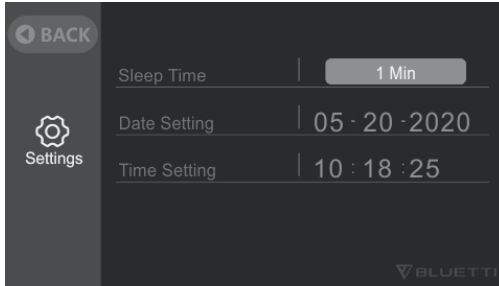 BACK
Sleep Time 1 Min
Date Setting 05 - 20 - 2020
Settings
Time Setting 10 : 18 : 25
BLUETTI